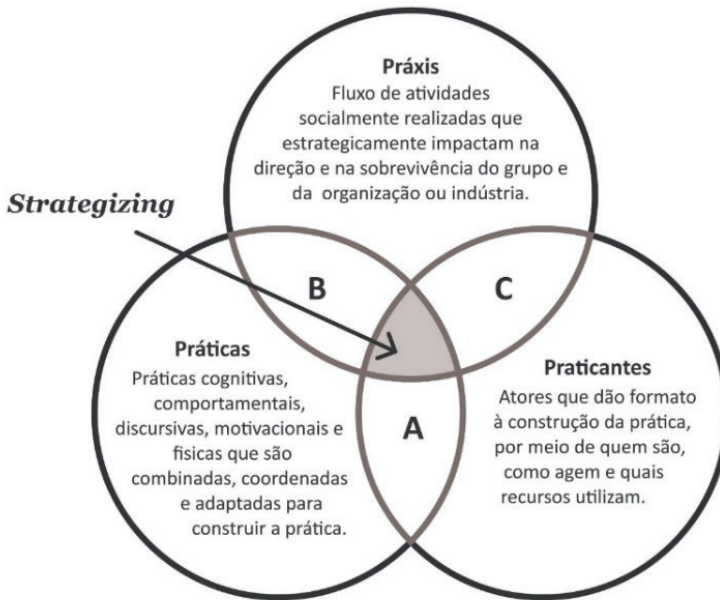 Práxis
Fluxo de atividades
socialmente realizadas que
estrategicamente impactam na
direção e na sobrevivência do grupo e
da organização ou indústria.
Strategizing
B
C
Práticas
Práticas cognitivas,
comportamentais,
discursivas, motivacionais e
fisicas que são
combinadas, coordenadas
e adaptadas para
construir a prática.
A
Praticantes
Atores que dão formato
à construção da prática,
por meio de quem são,
como agem e quais
recursos utilizam.